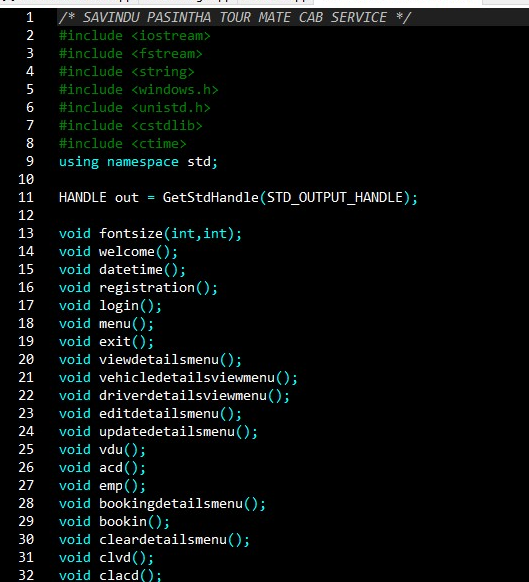 1 /* SAVINDU PASINTHA TOUR MATE CAB SERVICE */
2 #include <iostream>
3 #include <fstream>
4 #include <string>
5 #include <windows.h>
6 #include <unistd.h>
7 #include <cstdlib>
8 #include <ctime>
9 using namespace std;
10
11 HANDLE out = GetStdHandle(STD_OUTPUT_HANDLE);
12
13 void fontsize(int,int);
14 void welcome();
15 void datetime();
16 void registration();
17 void login();
18 void menu();
19 void exit();
20 void viewdetailsmenu();
21 void vehicledetailsviewmenu();
22 void driverdetailsviewmenu();
23 void editdetailsmenu();
24 void updatedetailsmenu();
25 void vdu();
26 void acd();
27 void emp();
28 void bookingdetailsmenu();
29 void bookin();
30 void cleardetailsmenu();
31 void clvd();
32 void clacd();